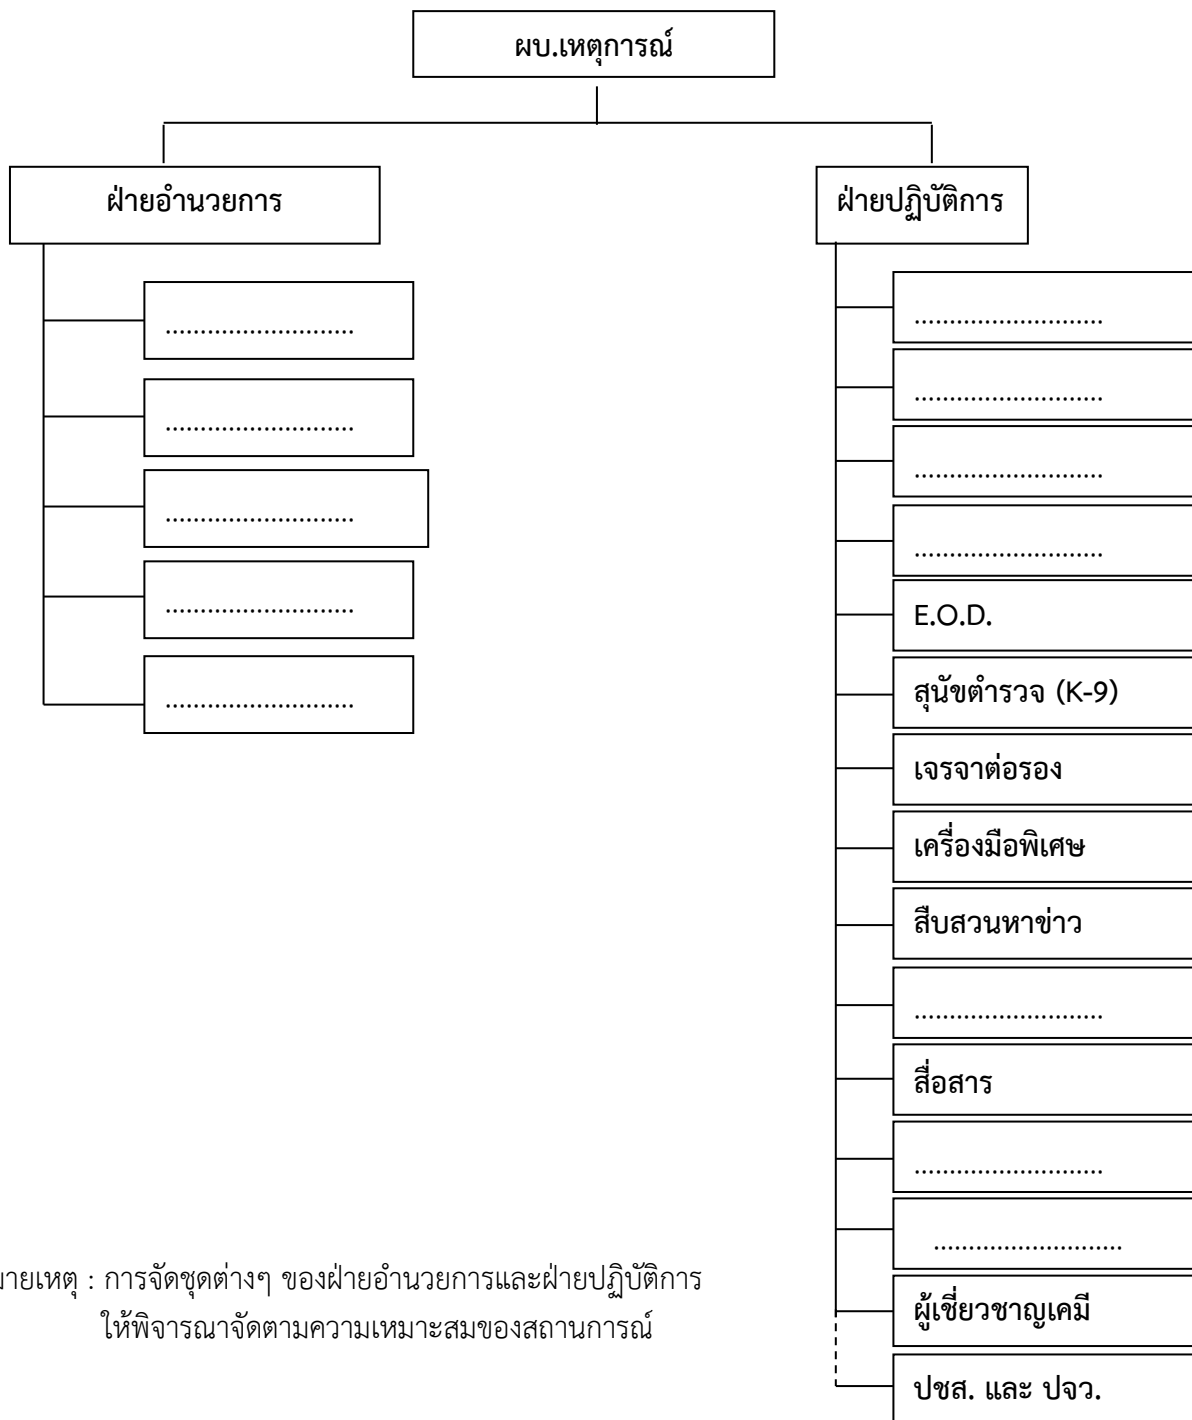 ผบ.เหตุการณ์
ฝ่ายอำนวยการ
...........................
...........................
...........................
...........................
...........................
ฝ่ายปฏิบัติการ
...........................
...........................
...........................
...........................
E.O.D.
สุนัขตำรวจ (K-9)
เจรจาต่อรอง
เครื่องมือพิเศษ
สืบสวนหาข่าว
...........................
สื่อสาร
...........................
...........................
ผู้เชี่ยวชาญเคมี
ปชส. และ ปจว.
มายเหตุ : การจัดชุดต่างๆ ของฝ่ายอำนวยการและฝ่ายปฏิบัติการ
ให้พิจารณาจัดตามความเหมาะสมของสถานการณ์